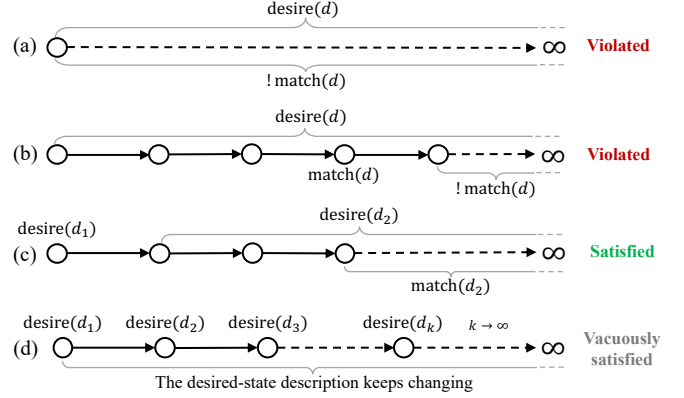 desire(d)
(a) ∞ Violated
! match(d)
desire(d)
(b) ∞ Violated
match(d)
! match(d)
desire(d₂)
desire(d₁)
(c) ∞ Satisfied
match(d₂)
desire(d₁) desire(d₂) desire(d₃) desire(dₖ) k → ∞
(d) ∞ Vacuously
satisfied
The desired-state description keeps changing